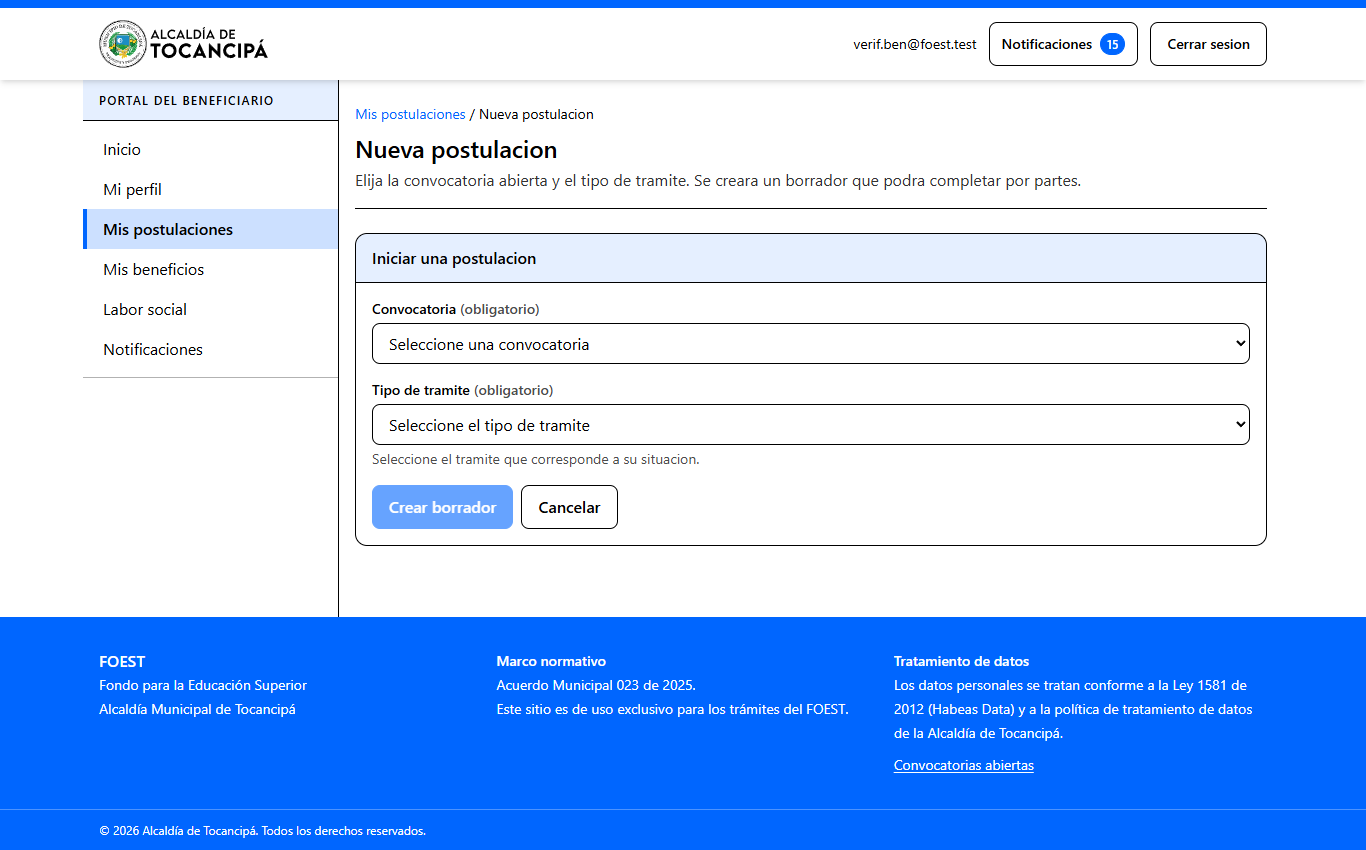 ALCALDÍA DE
TOCANCIPÁ
verif.ben@foest.test
Notificaciones 15
Cerrar sesion
PORTAL DEL BENEFICIARIO
Inicio
Mi perfil
Mis postulaciones
Mis beneficios
Labor social
Notificaciones
Mis postulaciones / Nueva postulacion
Nueva postulacion
Elija la convocatoria abierta y el tipo de tramite. Se creara un borrador que podra completar por partes.
Iniciar una postulacion
Convocatoria (obligatorio)
Seleccione una convocatoria
Tipo de tramite (obligatorio)
Seleccione el tipo de tramite
Seleccione el tramite que corresponde a su situacion.
Crear borrador
Cancelar
FOEST
Fondo para la Educación Superior
Alcaldía Municipal de Tocancipá
Marco normativo
Acuerdo Municipal 023 de 2025.
Este sitio es de uso exclusivo para los trámites del FOEST.
Tratamiento de datos
Los datos personales se tratan conforme a la Ley 1581 de
2012 (Habeas Data) y a la política de tratamiento de datos
de la Alcaldía de Tocancipá.
Convocatorias abiertas
© 2026 Alcaldía de Tocancipá. Todos los derechos reservados.